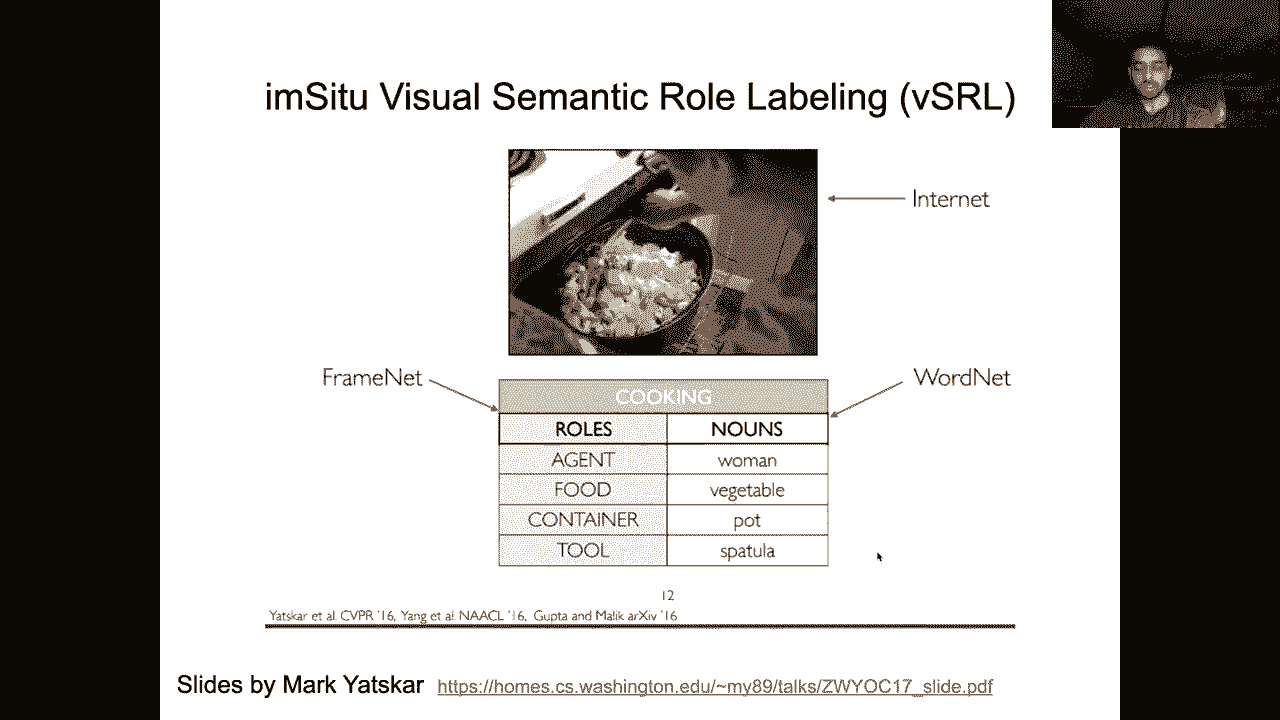 imSitu Visual Semantic Role Labeling (vSRL)
Internet
FrameNet
WordNet
COOKING
ROLES NOUNS
AGENT woman
FOOD vegetable
CONTAINER pot
TOOL spatula
12
Yatskar et al. CVPR '16, Yang et al. NAACL '16, Gupta and Malik arXiv '16
Slides by Mark Yatskar https://homes.cs.washington.edu/~my89/talks/ZWYOC17_slide.pdf